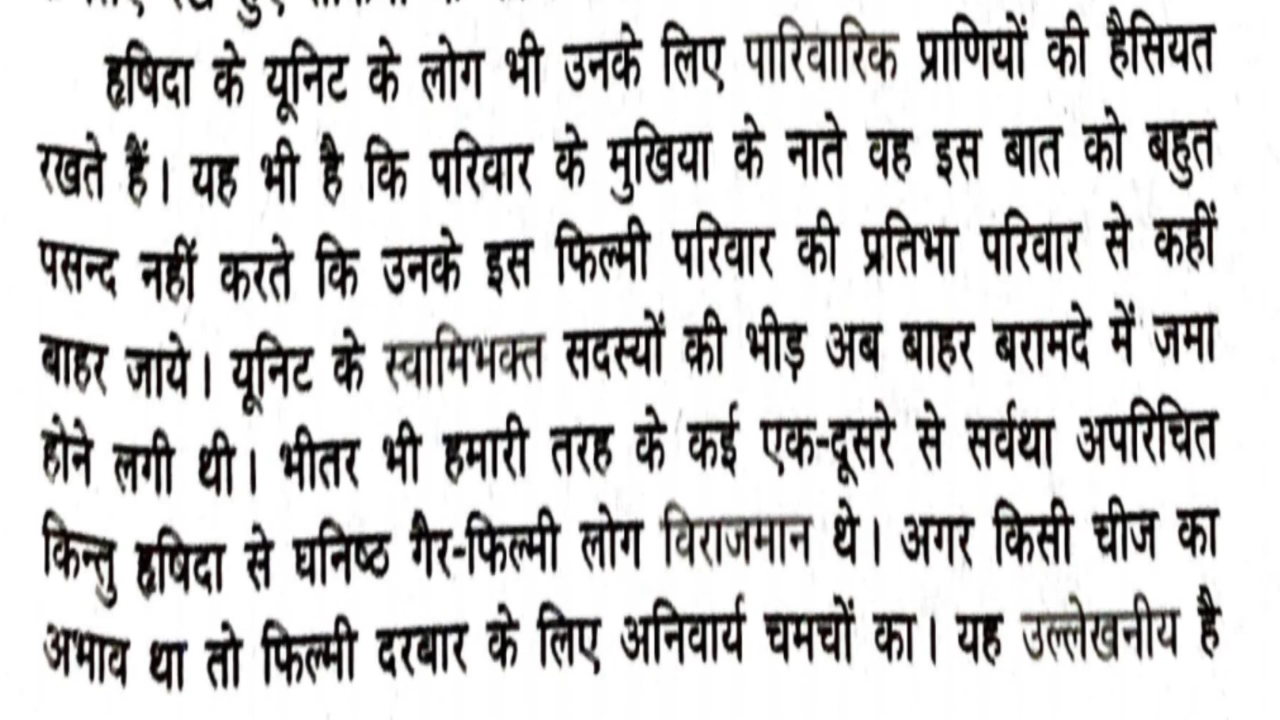 हृषिदा के यूनिट के लोग भी उनके लिए पारिवारिक प्राणियों की हैसियत
रखते हैं। यह भी है कि परिवार के मुखिया के नाते वह इस बात को बहुत
पसन्द नहीं करते कि उनके इस फिल्मी परिवार की प्रतिभा परिवार से कहीं
बाहर जाये। यूनिट के स्वामिभक्त सदस्यों की भीड़ अब बाहर बरामदे में जमा
होने लगी थी। भीतर भी हमारी तरह के कई एक-दूसरे से सर्वथा अपरिचित
किन्तु हृषिदा से घनिष्ठ गैर-फिल्मी लोग विराजमान थे। अगर किसी चीज का
अभाव था तो फिल्मी दरबार के लिए अनिवार्य चमचों का। यह उल्लेखनीय है